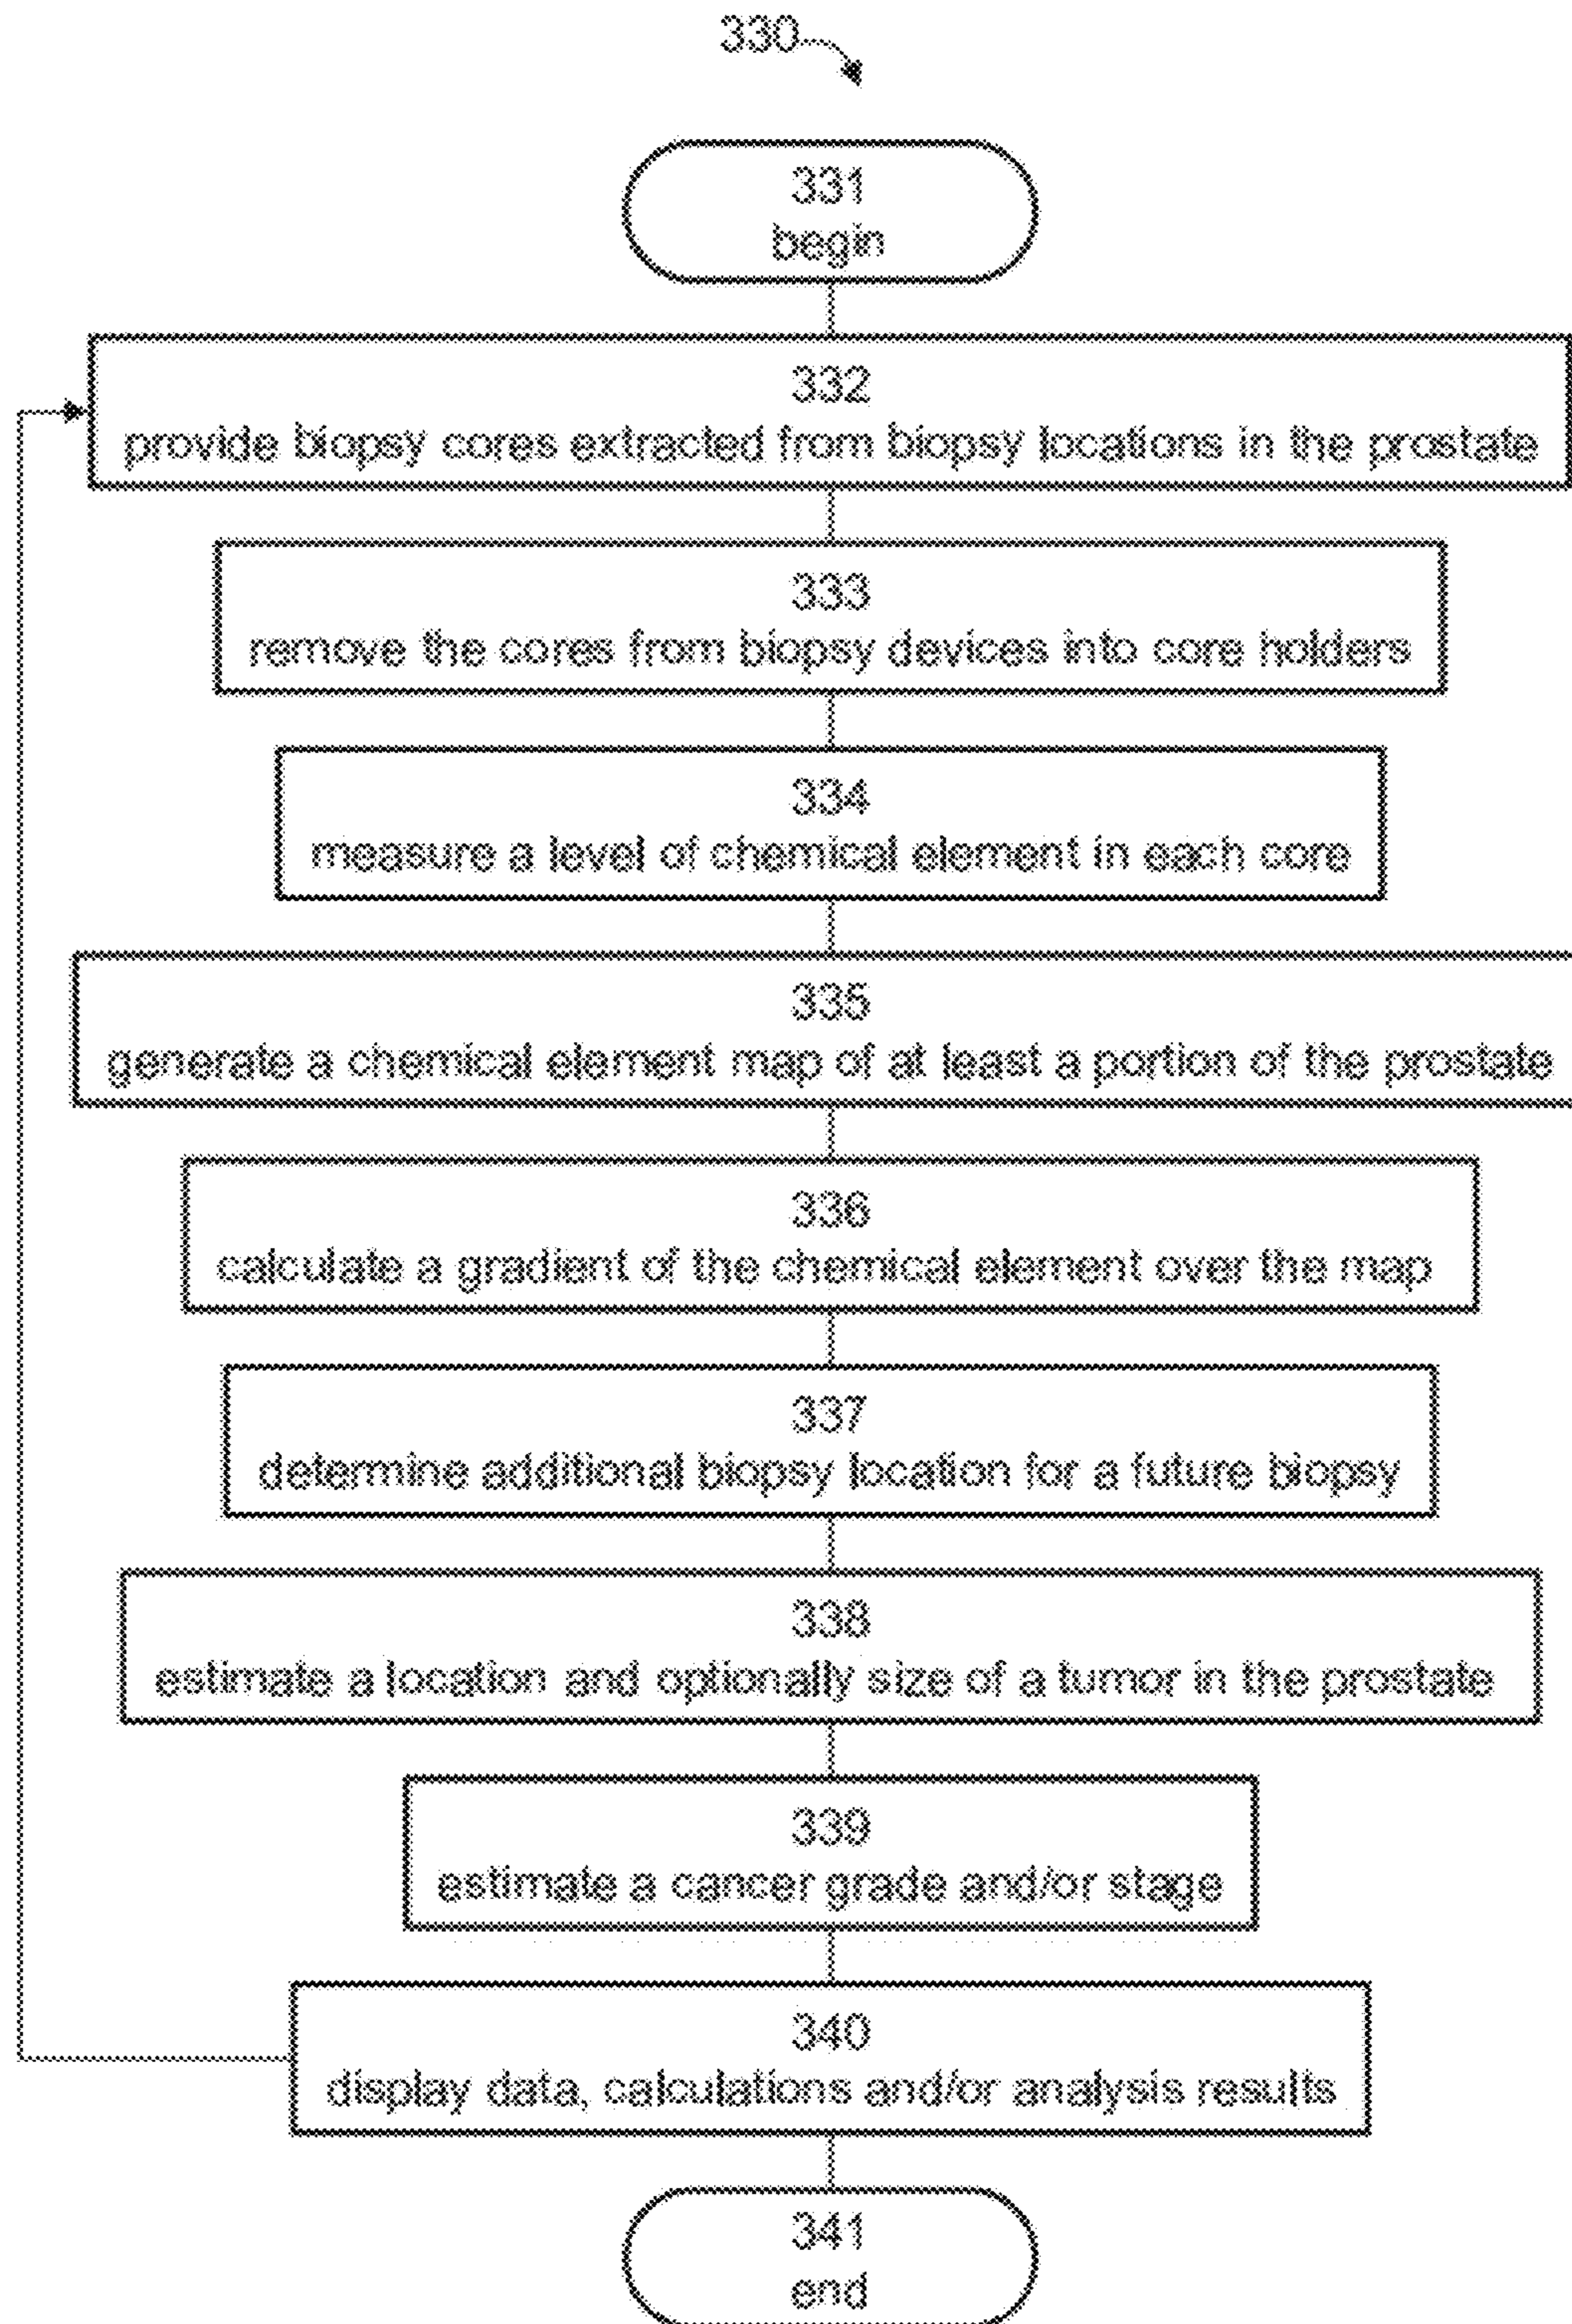 330
331
begin
332
provide biopsy cores extracted from biopsy locations in the prostate
333
remove the cores from biopsy devices into core holders
334
measure a level of chemical element in each core
335
generate a chemical element map of at least a portion of the prostate
336
calculate a gradient of the chemical element over the map
337
determine additional biopsy location for a future biopsy
338
estimate a location and optionally size of a tumor in the prostate
339
estimate a cancer grade and/or stage
340
display data, calculations and/or analysis results
341
end